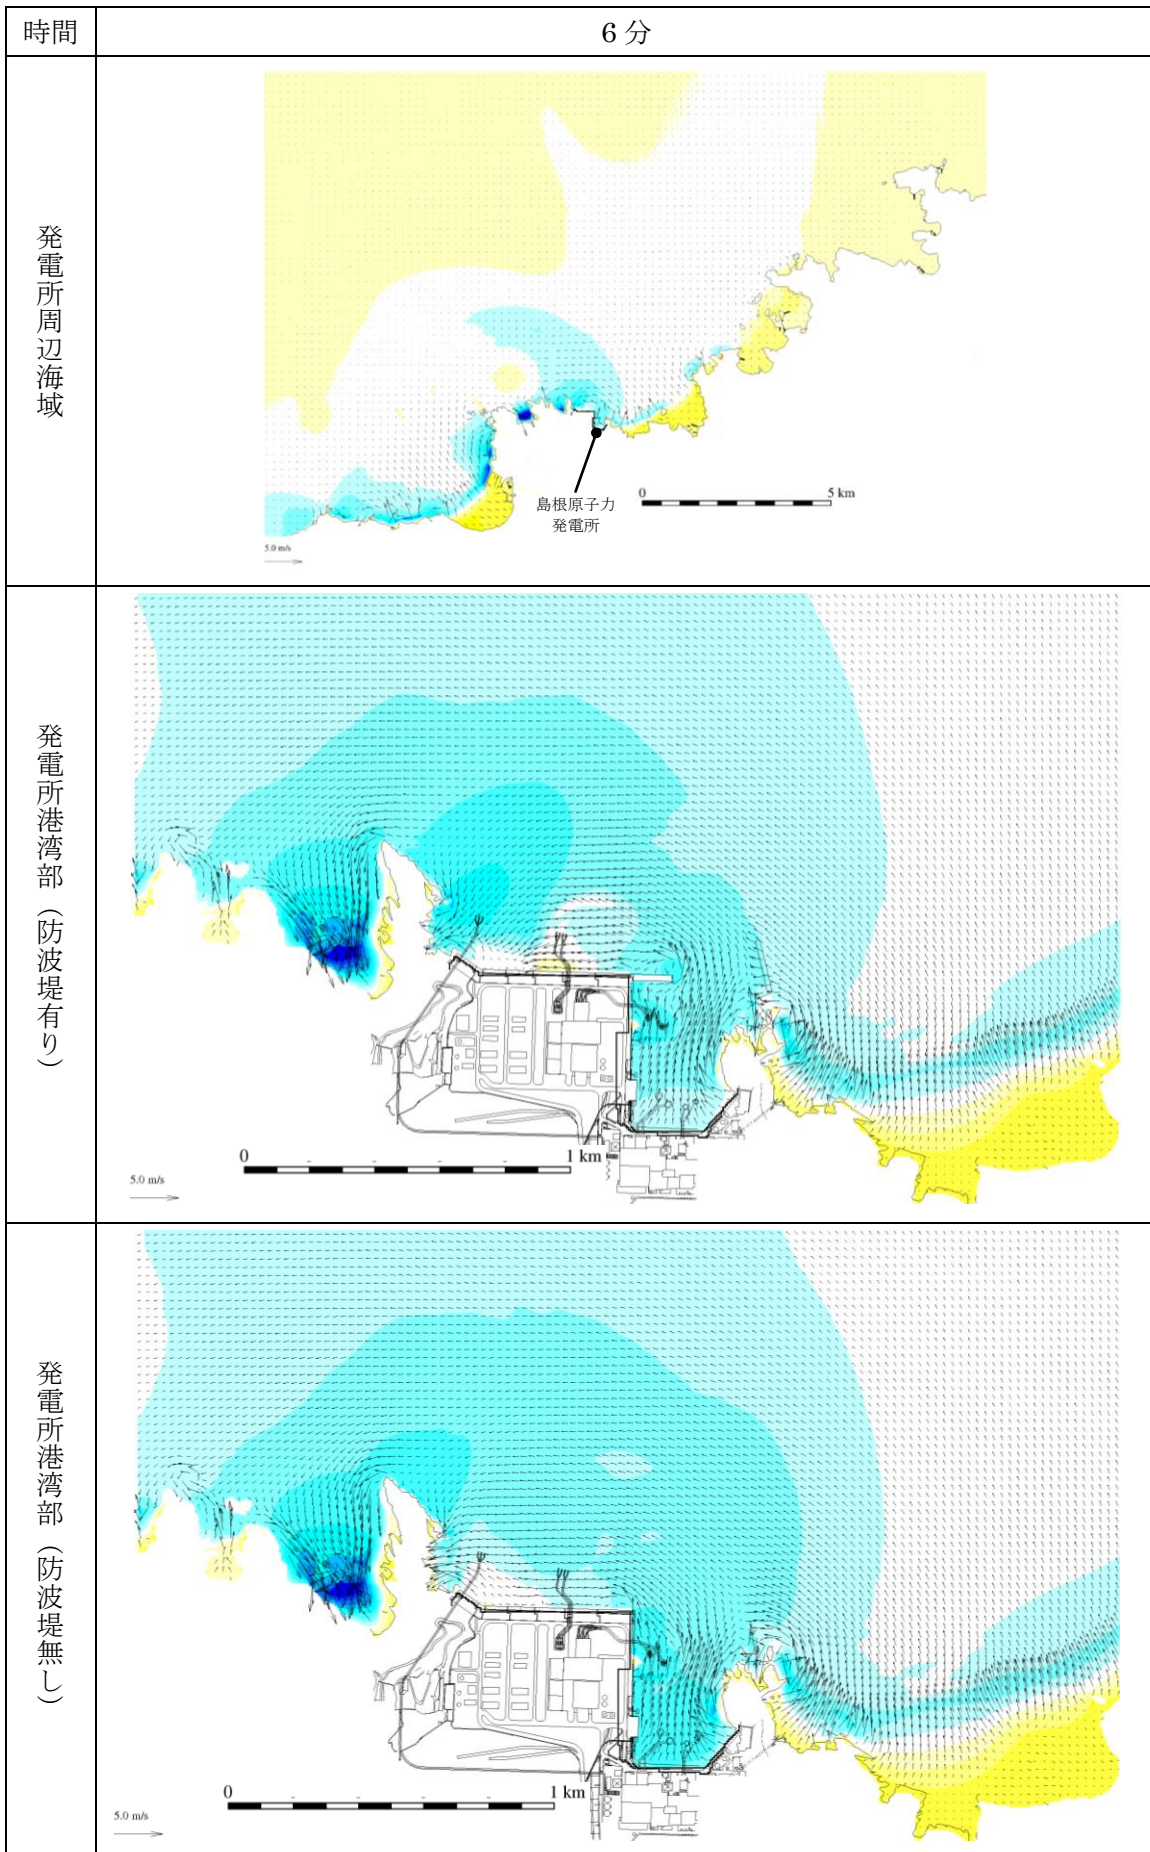 時間
6 分
発電所周辺海域
島根原子力
発電所
0
5 km
5.0 m/s
発電所港湾部（防波堤有り）
0
1 km
5.0 m/s
発電所港湾部（防波堤無し）
0
1 km
5.0 m/s